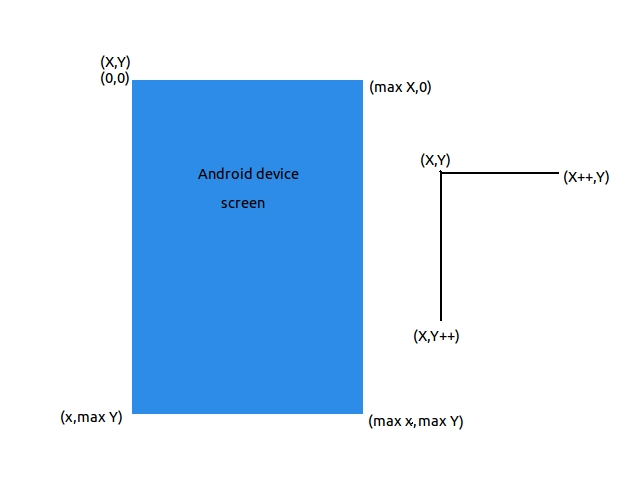 (X,Y)
(0,0)
(max X,0)
Android device
screen
(X,Y)
(X++,Y)
(X,Y++)
(x,max Y)
(max x,max Y)